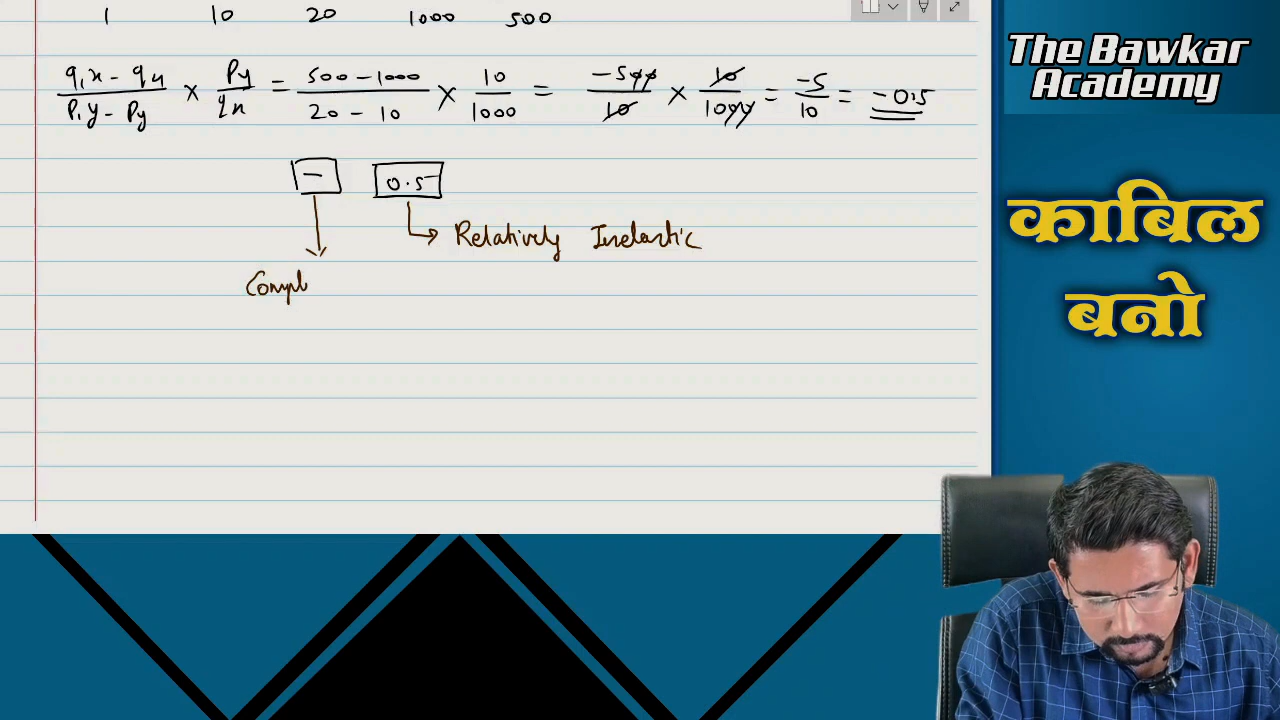 1 10 20 1000 500
q₁x - qx / P₁y - Py × Py / qx = 500 - 1000 / 20 - 10 × 10 / 1000 = -500 / 10 × 10 / 1000 = -5 / 10 = -0.5
- 0.5
Relatively Inelastic
Compl
The Bawkar
Academy
काबिल
बनो